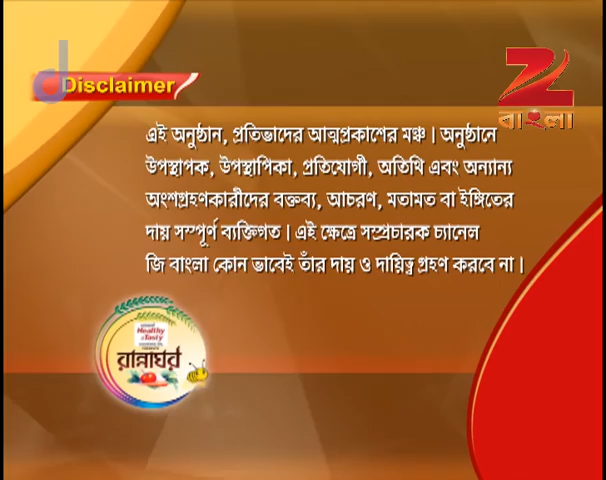 Disclaimer
বাংলা
এই অনুষ্ঠান, প্রতিভাদের আত্মপ্রকাশের মঞ্চ | অনুষ্ঠানে
উপস্থাপক, উপস্থাপিকা, প্রতিযোগী, অতিথি এবং অন্যান্য
অংশগ্রহণকারীদের বক্তব্য, আচরণ, মতামত বা ইঙ্গিতের
দায় সম্পূর্ণ ব্যক্তিগত | এই ক্ষেত্রে সম্প্রচারক চ্যানেল
জি বাংলা কোন ভাবেই তাঁর দায় ও দায়িত্ব গ্রহণ করবে না |
Healthy
Tasty
রান্নাঘর